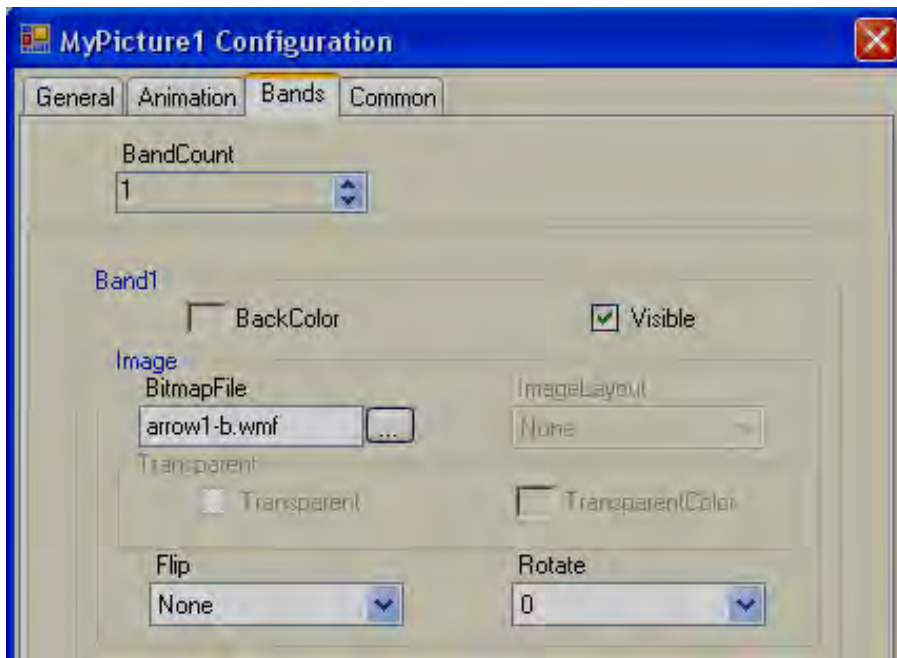 MyPicture1 Configuration
General Animation Bands Common
BandCount
1
Band1
BackColor Visible
Image
BitmapFile ImageLayout
arrow1-b.wmf ... None
Transparent
Transparent TransparentColor
Flip Rotate
None 0